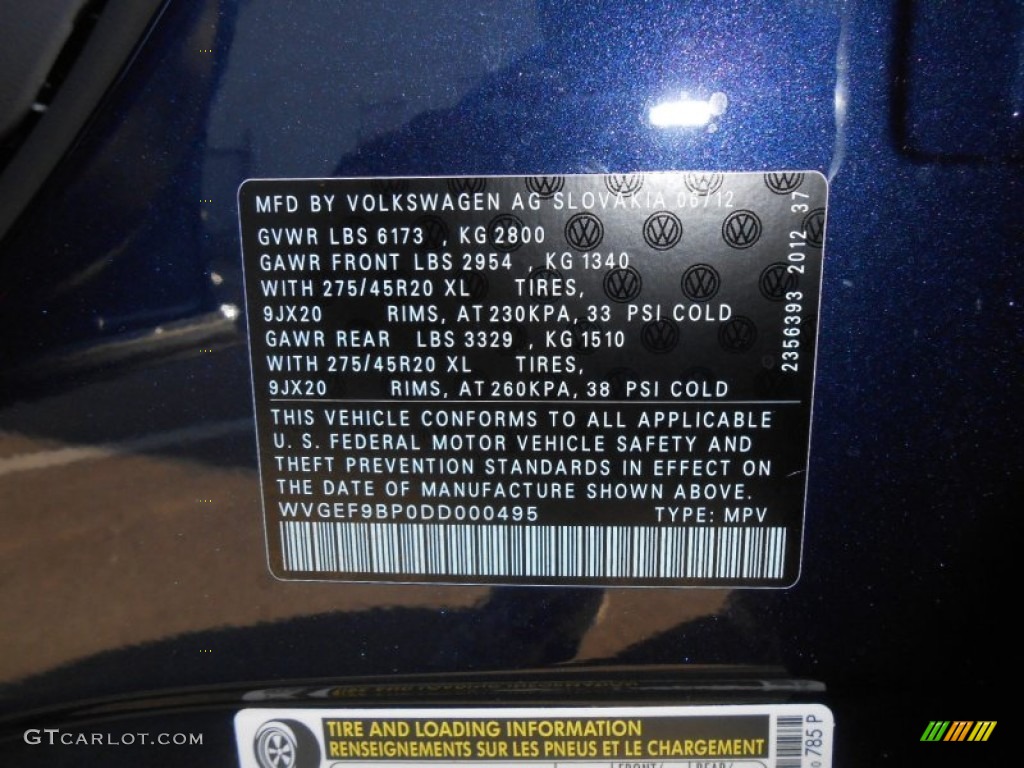 MFD BY VOLKSWAGEN AG SLOVAKIA 06/12
GVWR LBS 6173 , KG 2800
GAWR FRONT LBS 2954 , KG 1340
WITH 275/45R20 XL TIRES,
9JX20 RIMS, AT 230KPA, 33 PSI COLD
GAWR REAR LBS 3329 , KG 1510
WITH 275/45R20 XL TIRES,
9JX20 RIMS, AT 260KPA, 38 PSI COLD
2356393 2012 37
THIS VEHICLE CONFORMS TO ALL APPLICABLE
U. S. FEDERAL MOTOR VEHICLE SAFETY AND
THEFT PREVENTION STANDARDS IN EFFECT ON
THE DATE OF MANUFACTURE SHOWN ABOVE.
WVGEF9BP0DD000495 TYPE: MPV
TIRE AND LOADING INFORMATION
RENSEIGNEMENTS SUR LES PNEUS ET LE CHARGEMENT
785 P
GTCARLOT.COM